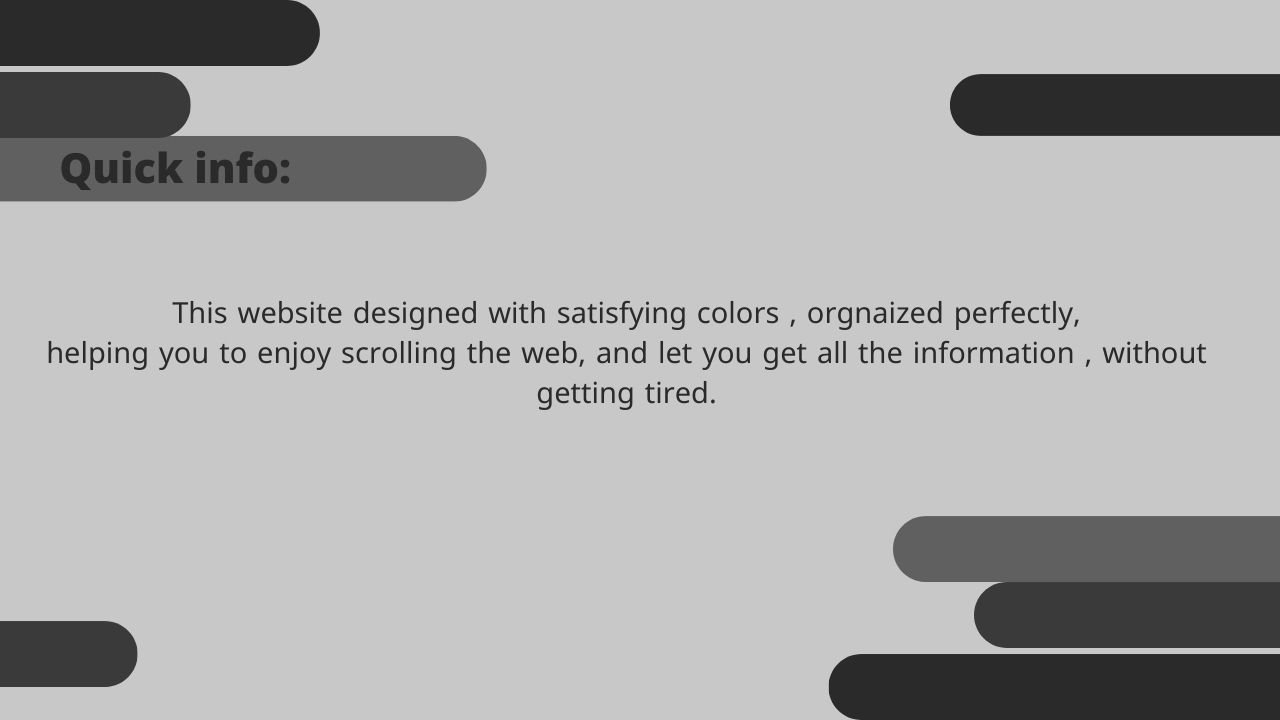 Quick info:
This website designed with satisfying colors , orgnaized perfectly,
helping you to enjoy scrolling the web, and let you get all the information , without
getting tired.